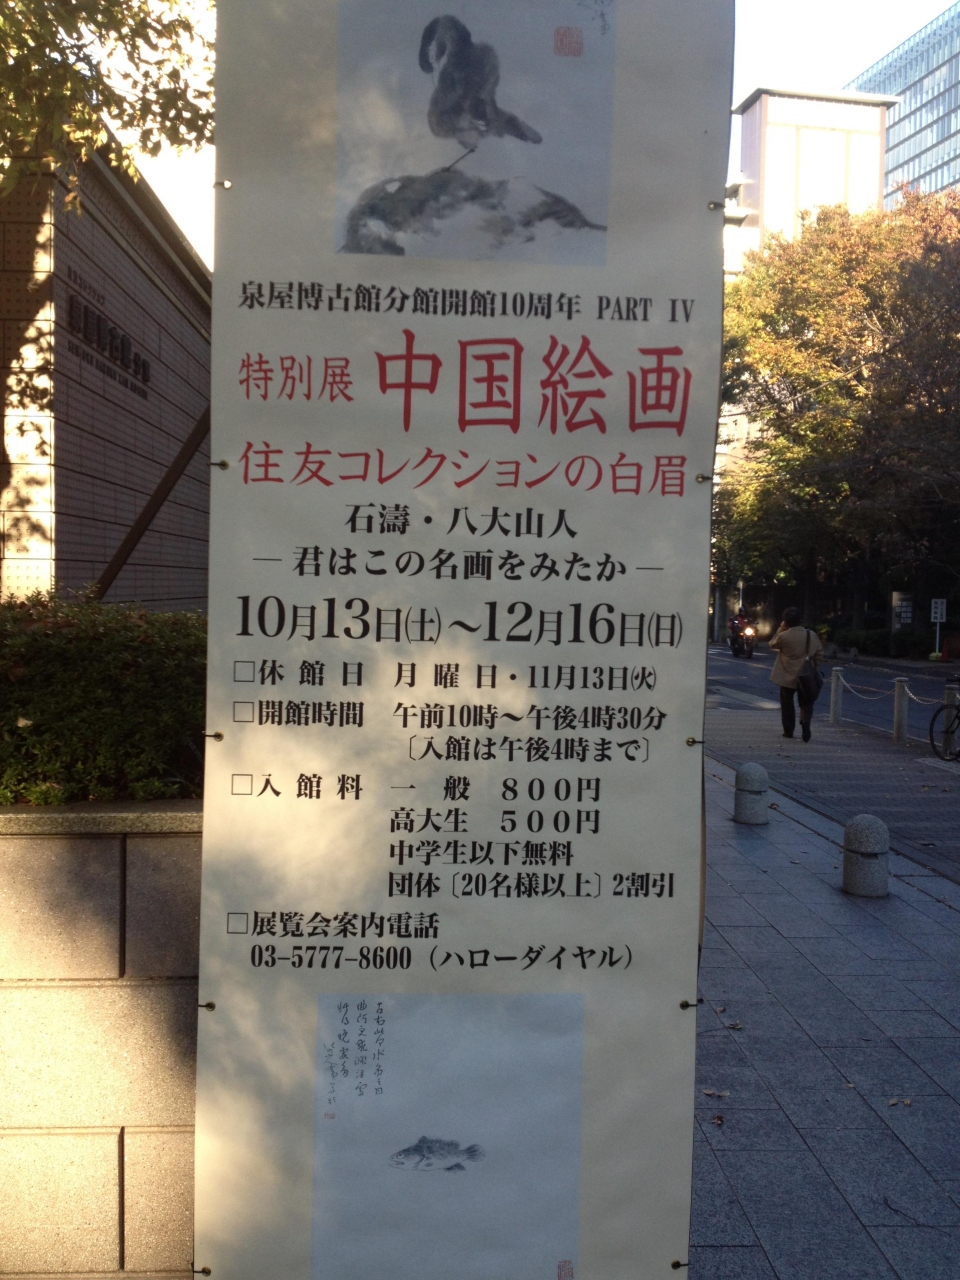 泉屋博古館分館開館10周年 PART IV
特別展 中国絵画
住友コレクションの白眉
石濤・八大山人
― 君はこの名画をみたか ―
10月13日(土)～12月16日(日)
□休館日 月曜日・11月13日(火)
□開館時間 午前10時～午後4時30分
〔入館は午後4時まで〕
□入館料 一般 800円
高大生 500円
中学生以下無料
団体〔20名様以上〕2割引
□展覧会案内電話
03-5777-8600（ハローダイヤル）